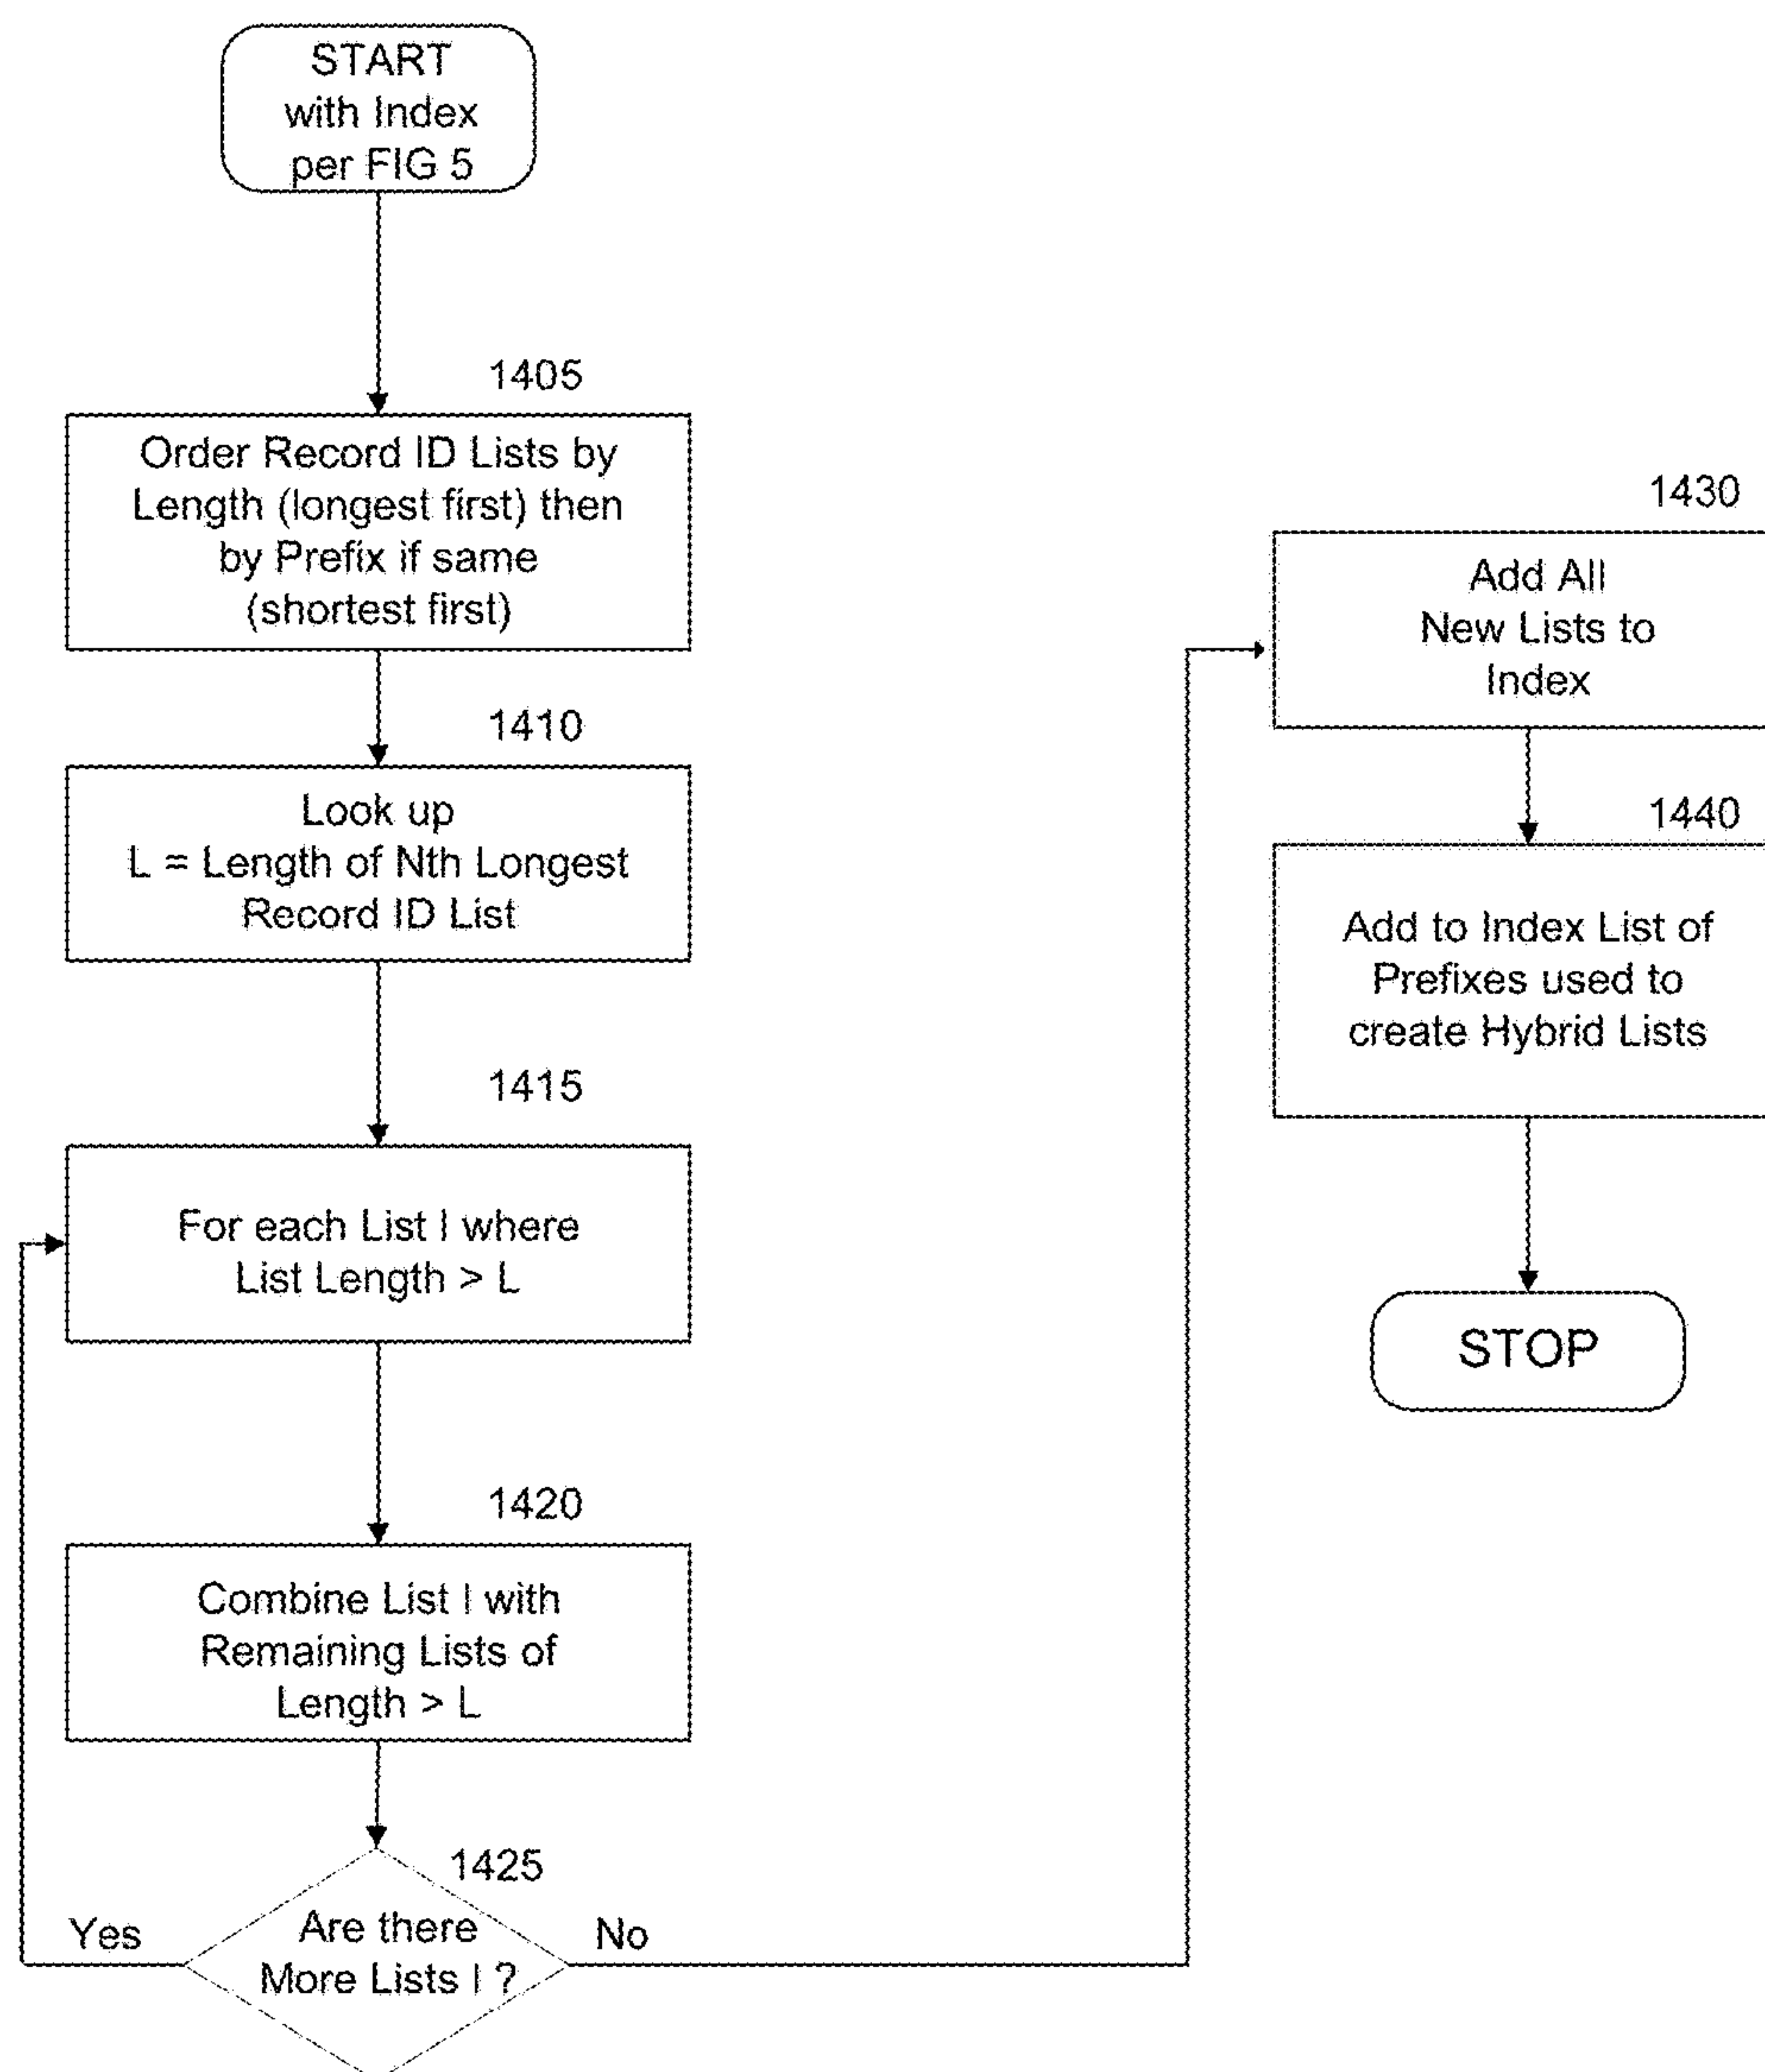 START
with Index
per FIG 5
1405
Order Record ID Lists by
Length (longest first) then
by Prefix if same
(shortest first)
1410
Look up
L = Length of Nth Longest
Record ID List
1415
For each List I where
List Length > L
1420
Combine List I with
Remaining Lists of
Length > L
1425
Are there
More Lists I ?
Yes
No
1430
Add All
New Lists to
Index
1440
Add to Index List of
Prefixes used to
create Hybrid Lists
STOP